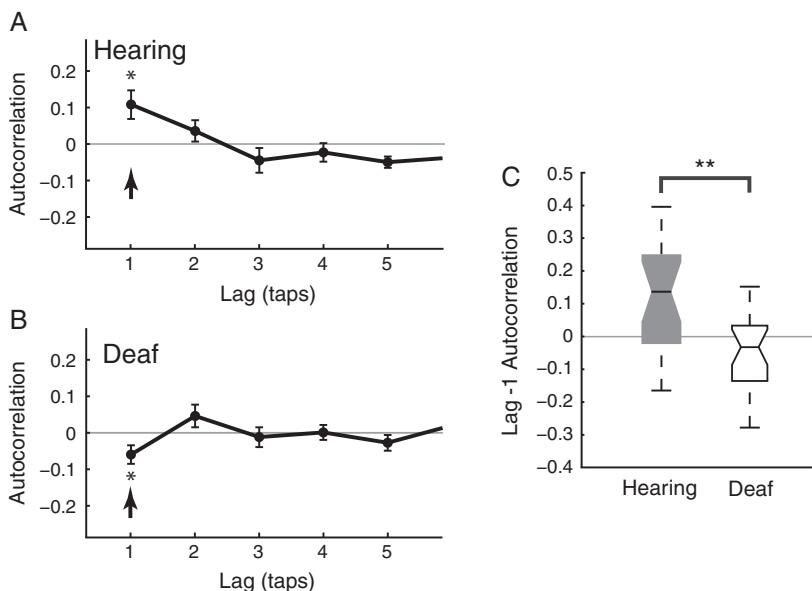 A
Hearing
*
0.2
0.1
0
−0.1
−0.2
Autocorrelation
1 2 3 4 5
Lag (taps)
B
Deaf
0.2
0.1
0
−0.1
−0.2
Autocorrelation
*
1 2 3 4 5
Lag (taps)
C
**
0.5
0.4
0.3
0.2
0.1
0
−0.1
−0.2
−0.3
−0.4
Lag -1 Autocorrelation
Hearing Deaf